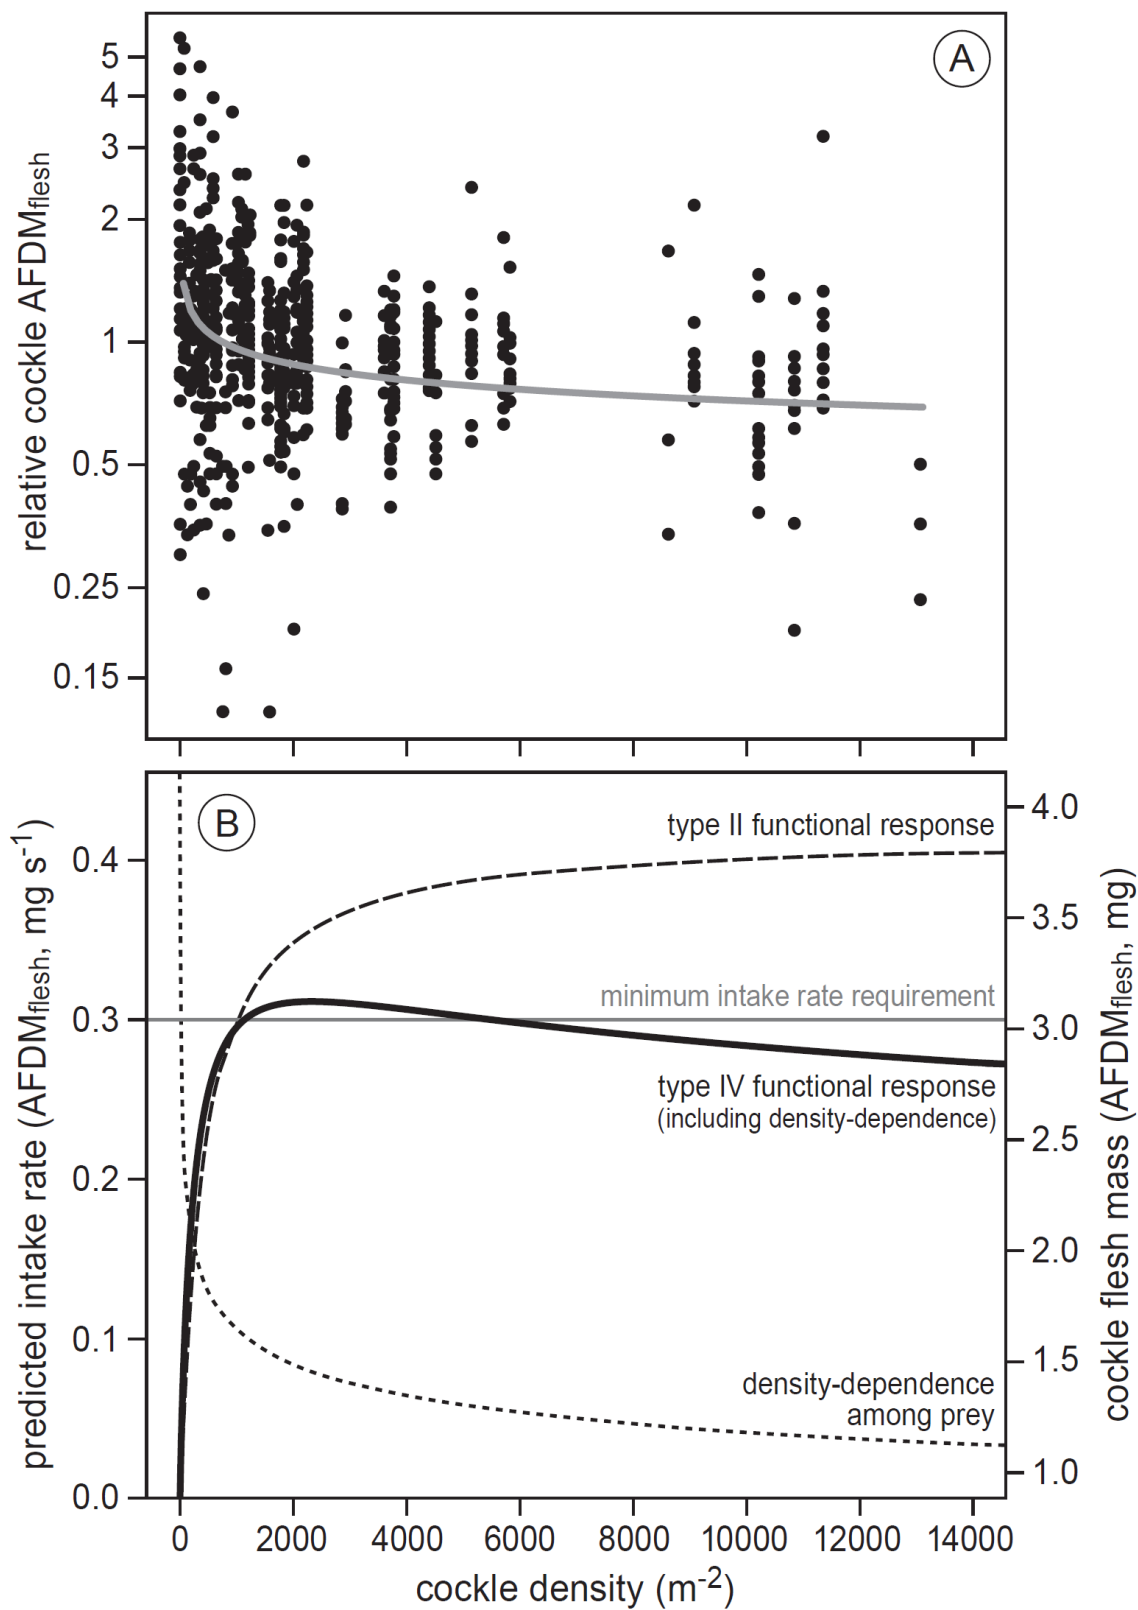 A
relative cockle AFDMflesh
5
4
3
2
1
0.5
0.25
0.15
B
predicted intake rate (AFDMflesh, mg s-1)
0.4
0.3
0.2
0.1
0.0
type II functional response
minimum intake rate requirement
type IV functional response
(including density-dependence)
density-dependence
among prey
4.0
3.5
3.0
2.5
2.0
1.5
1.0
cockle flesh mass (AFDMflesh, mg)
0 2000 4000 6000 8000 10000 12000 14000
cockle density (m-2)